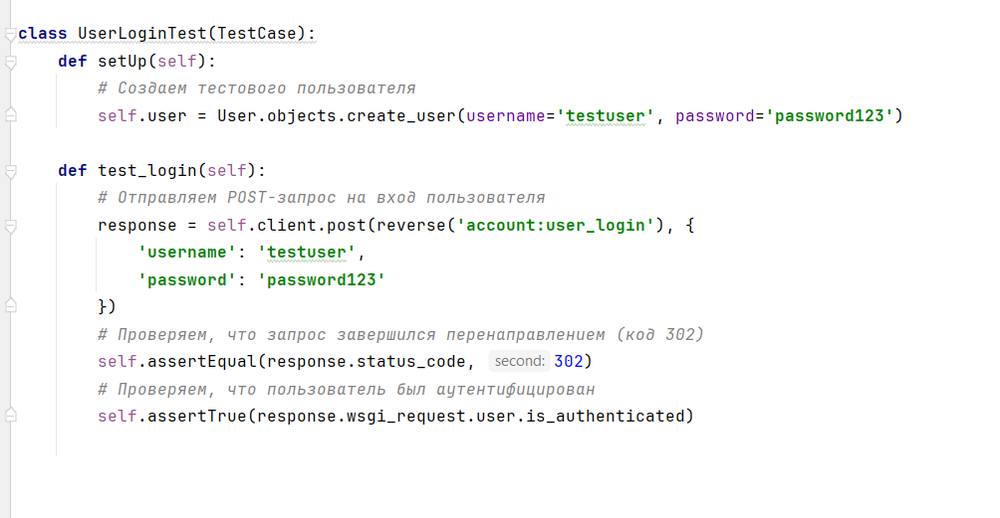 class UserLoginTest(TestCase):
    def setUp(self):
        # Создаем тестового пользователя
        self.user = User.objects.create_user(username='testuser', password='password123')

    def test_login(self):
        # Отправляем POST-запрос на вход пользователя
        response = self.client.post(reverse('account:user_login'), {
            'username': 'testuser',
            'password': 'password123'
        })
        # Проверяем, что запрос завершился перенаправлением (код 302)
        self.assertEqual(response.status_code, second: 302)
        # Проверяем, что пользователь был аутентифицирован
        self.assertTrue(response.wsgi_request.user.is_authenticated)